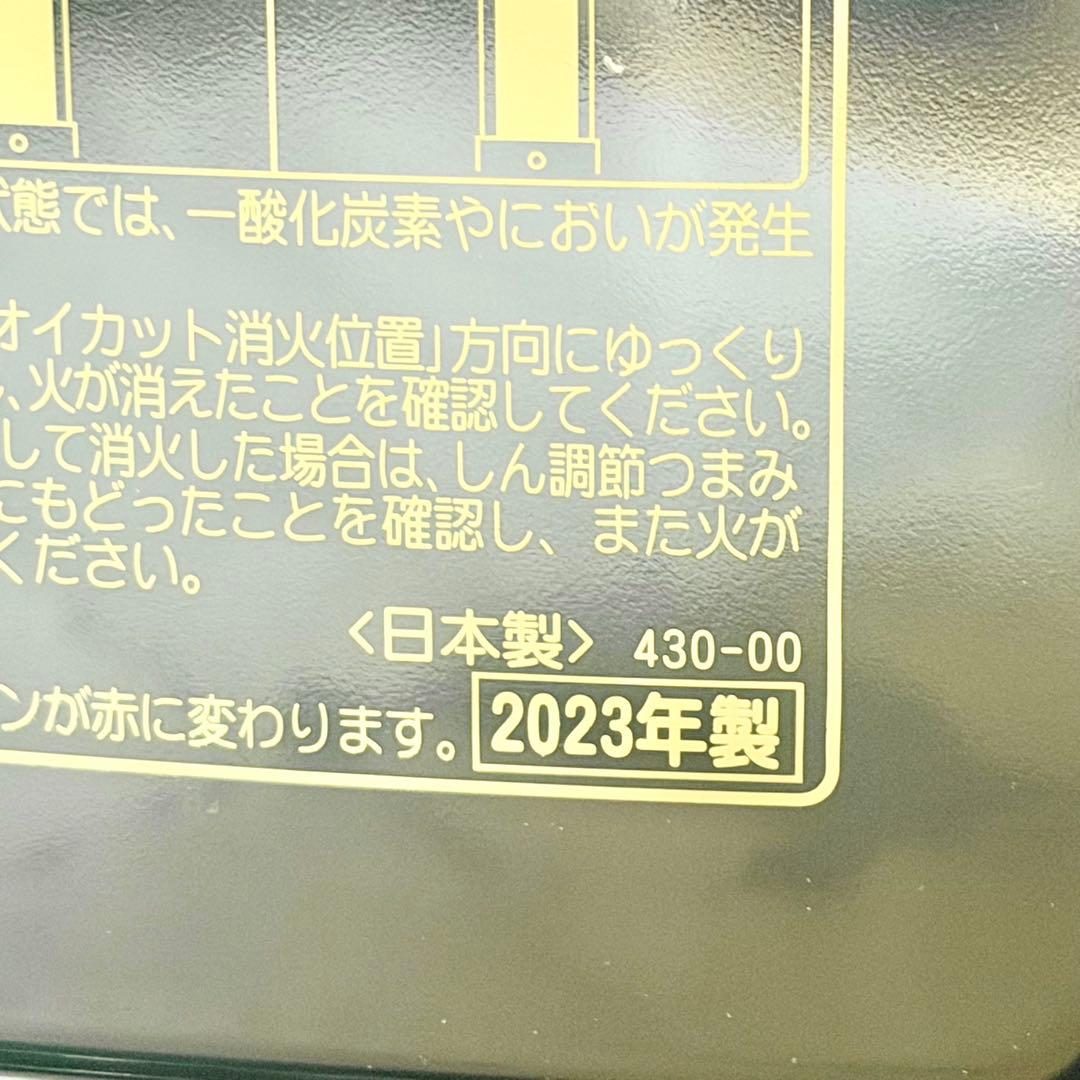 状態では、一酸化炭素やにおいが発生
オイカット消火位置」方向にゆっくり
、火が消えたことを確認してください。
して消火した場合は、しん調節つまみ
にもどったことを確認し、また火が
ください。
<日本製> 430-00
ンが赤に変わります。 2023年製